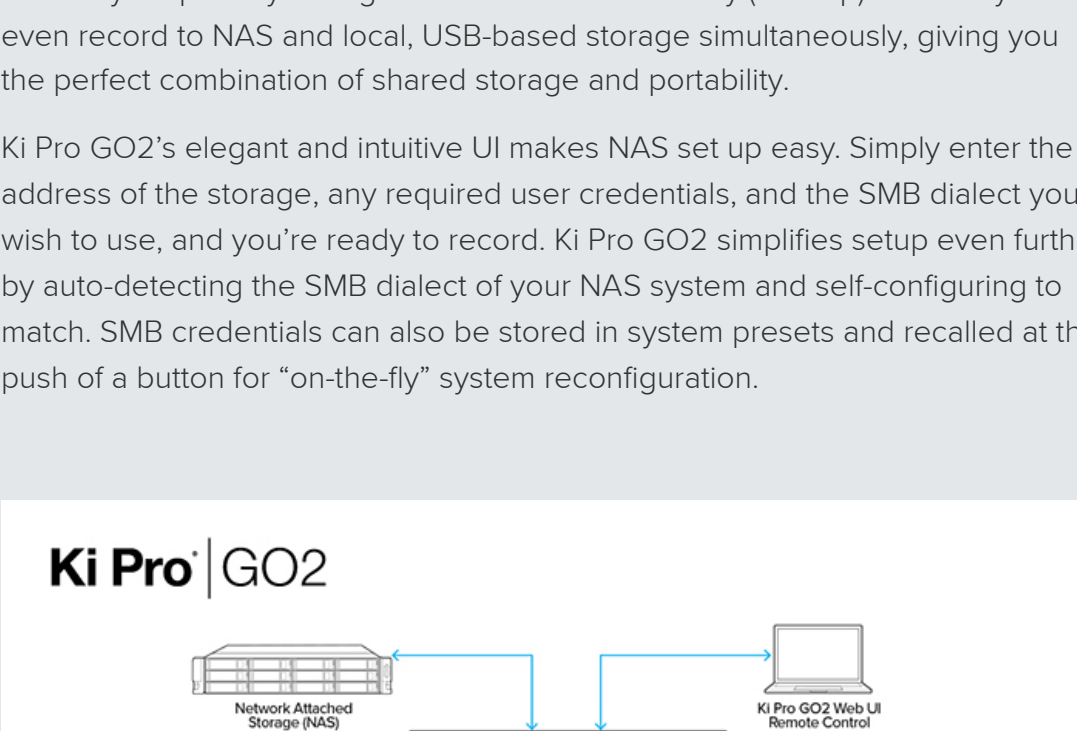 even record to NAS and local, USB-based storage simultaneously, giving you
the perfect combination of shared storage and portability.
Ki Pro GO2’s elegant and intuitive UI makes NAS set up easy. Simply enter the
address of the storage, any required user credentials, and the SMB dialect you
wish to use, and you’re ready to record. Ki Pro GO2 simplifies setup even
by auto-detecting the SMB dialect of your NAS system and self-configuring to
match. SMB credentials can also be stored in system presets and recalled at
push of a button for “on-the-fly” system reconfiguration.
Ki Pro GO2
Network Attached
Storage (NAS)
Ki Pro GO2 Web UI
Remote Control